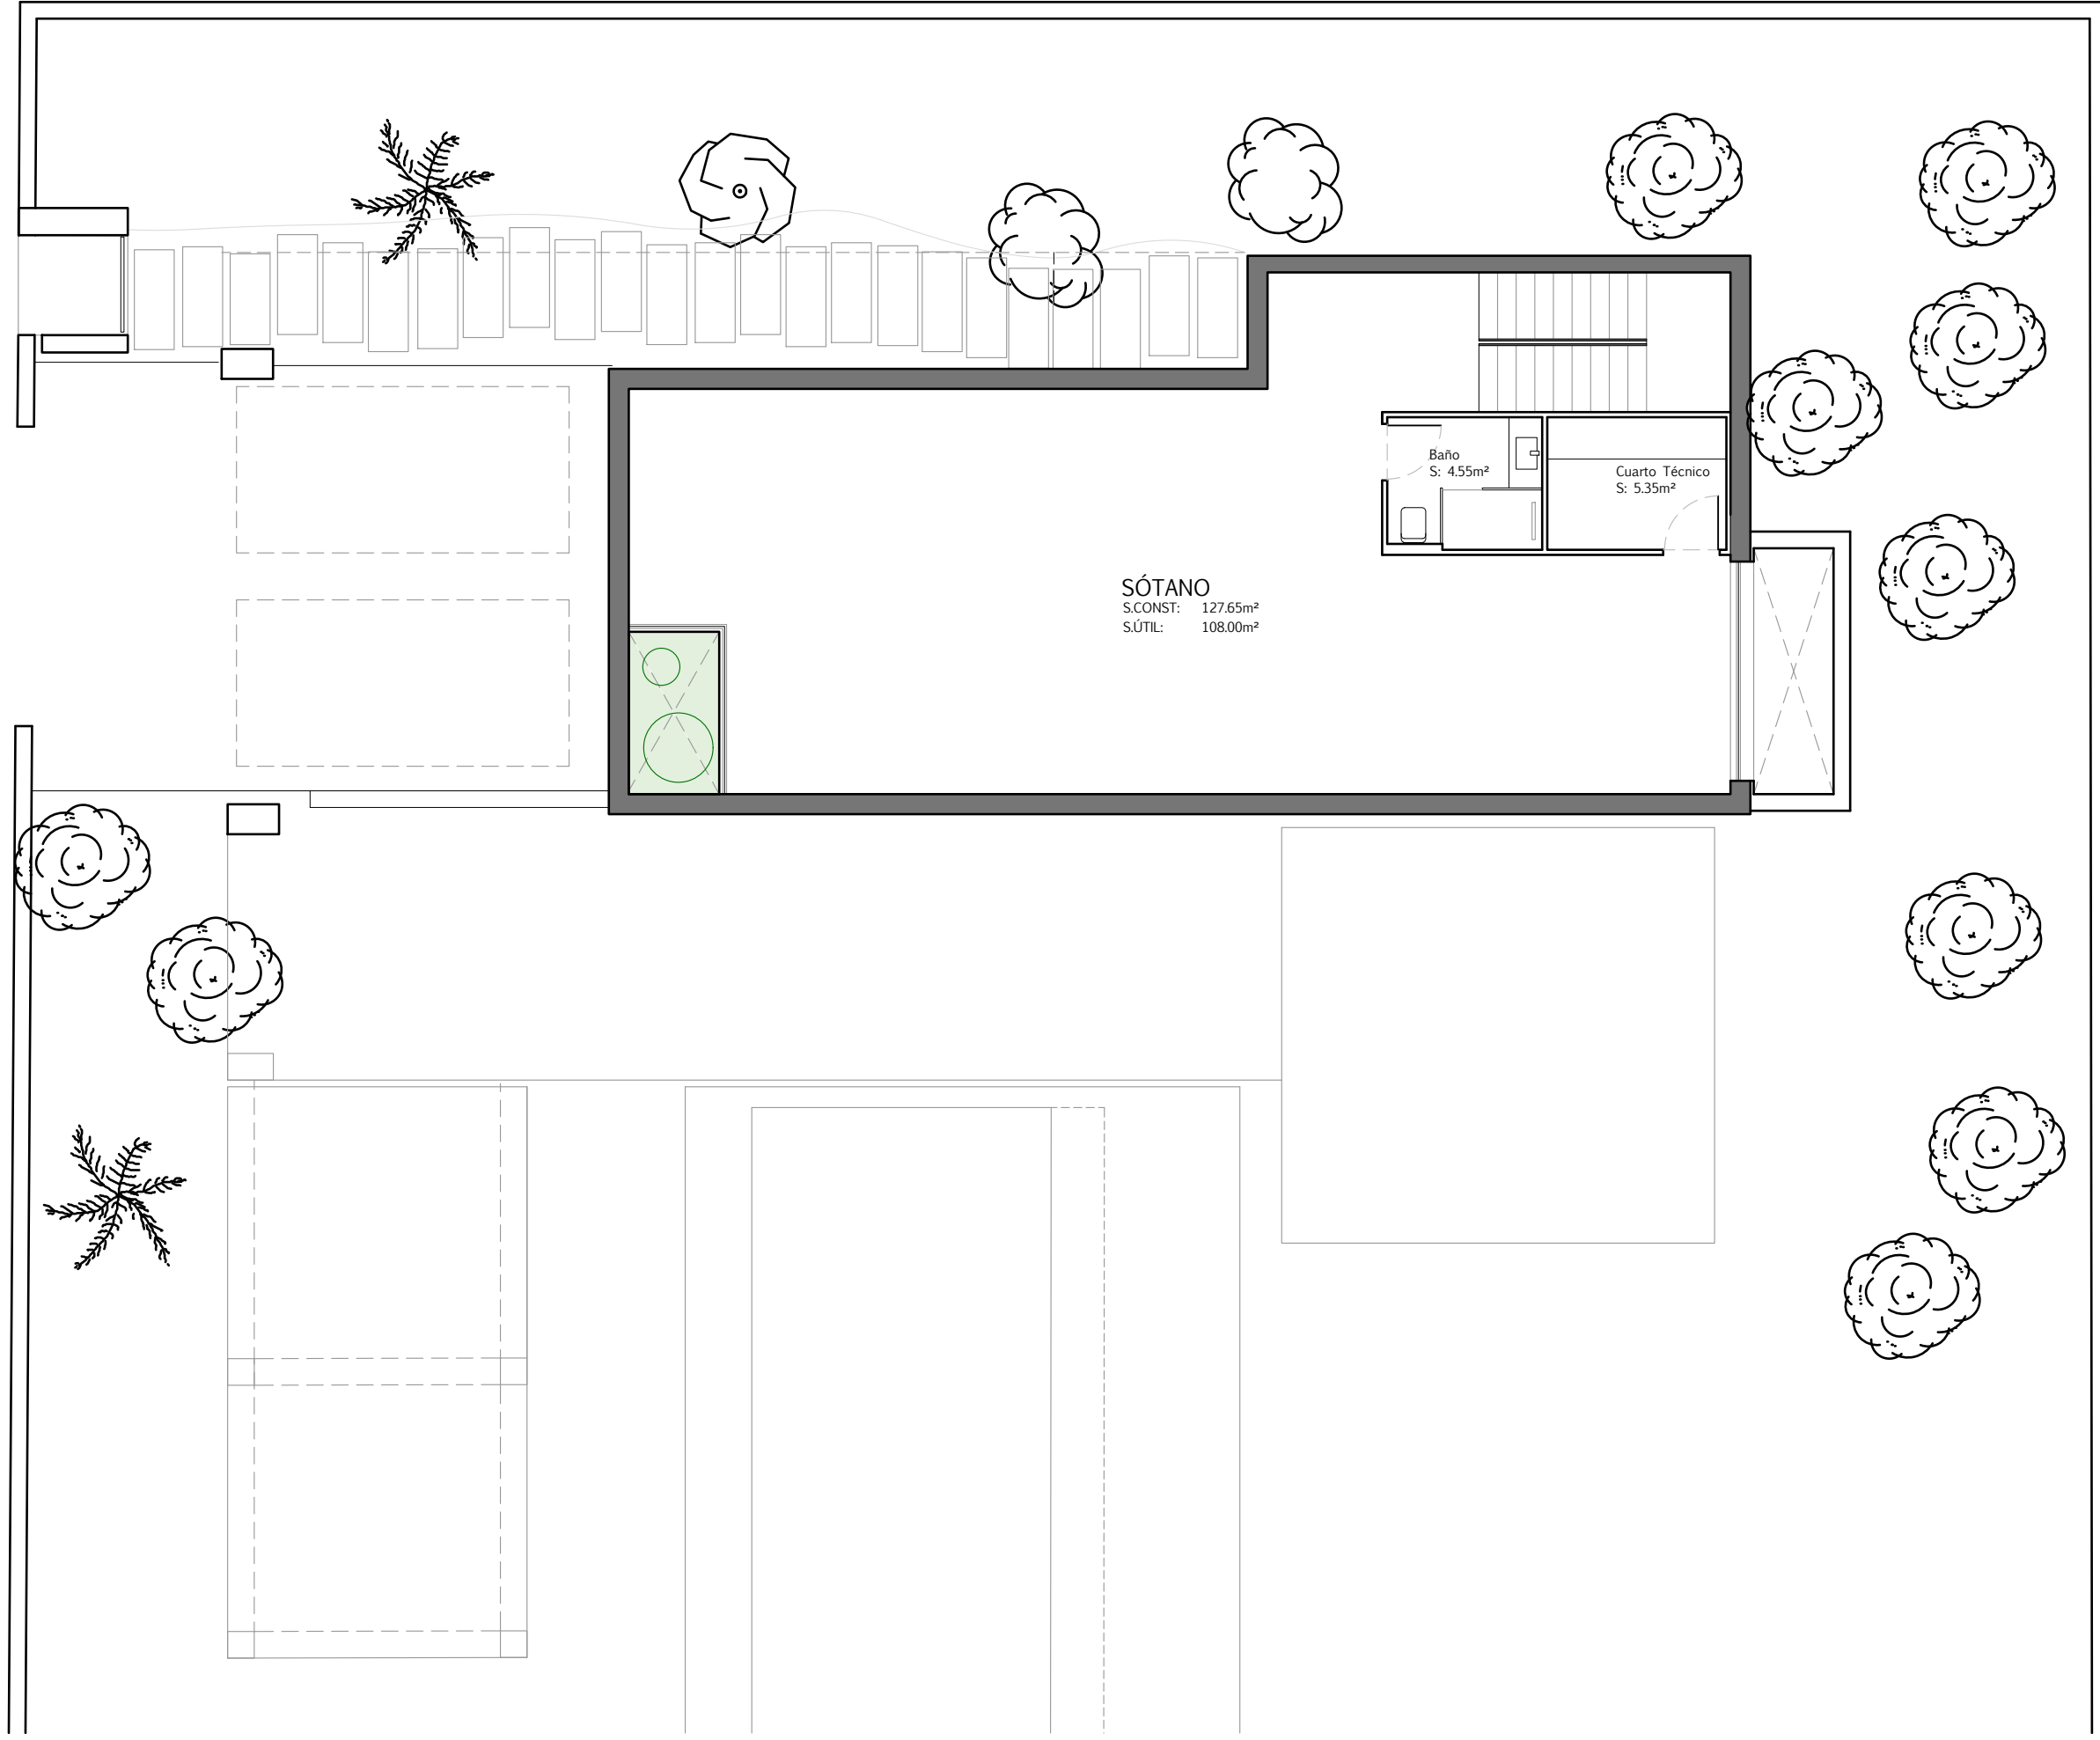 Baño
S: 4.55m²
Cuarto Técnico
S: 5.35m²
SÓTANO
S.CONST: 127.65m²
S.ÚTIL: 108.00m²